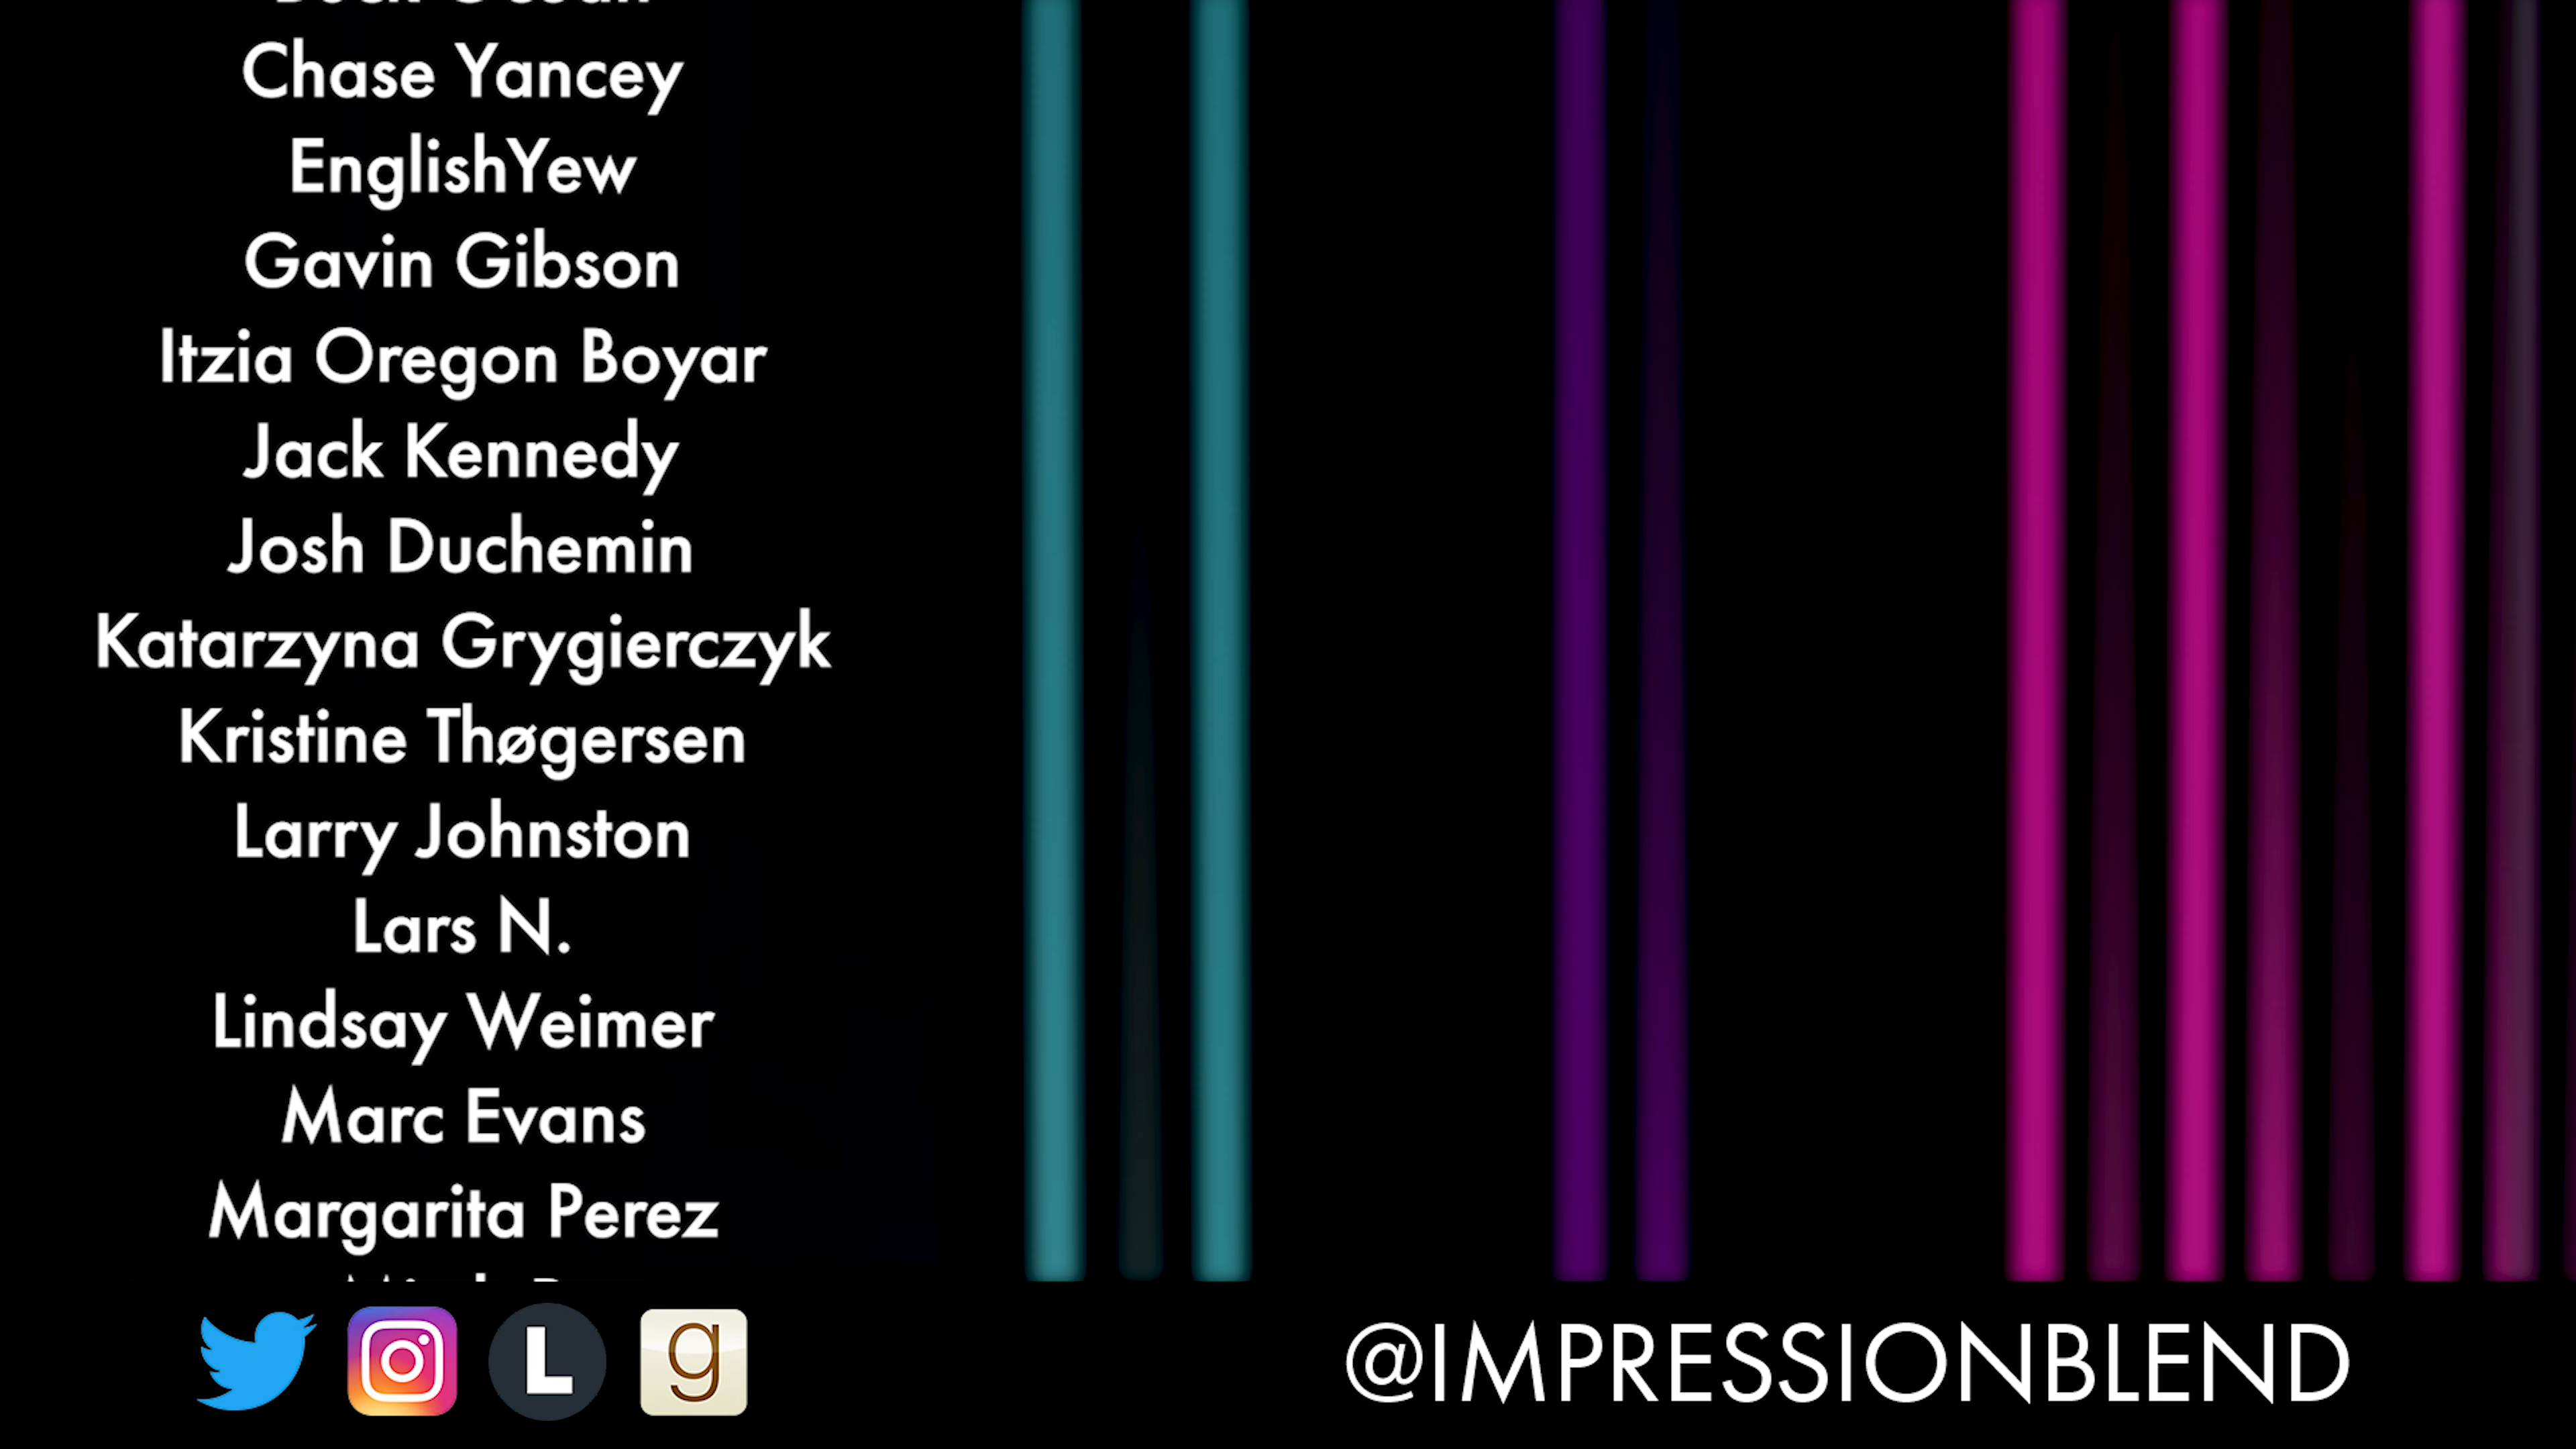 Chase Yancey
EnglishYew
Gavin Gibson
Itzia Oregon Boyar
Jack Kennedy
Josh Duchemin
Katarzyna Grygierczyk
Kristine Thøgersen
Larry Johnston
Lars N.
Lindsay Weimer
Marc Evans
Margarita Perez
L
g
@IMPRESSIONBLEND